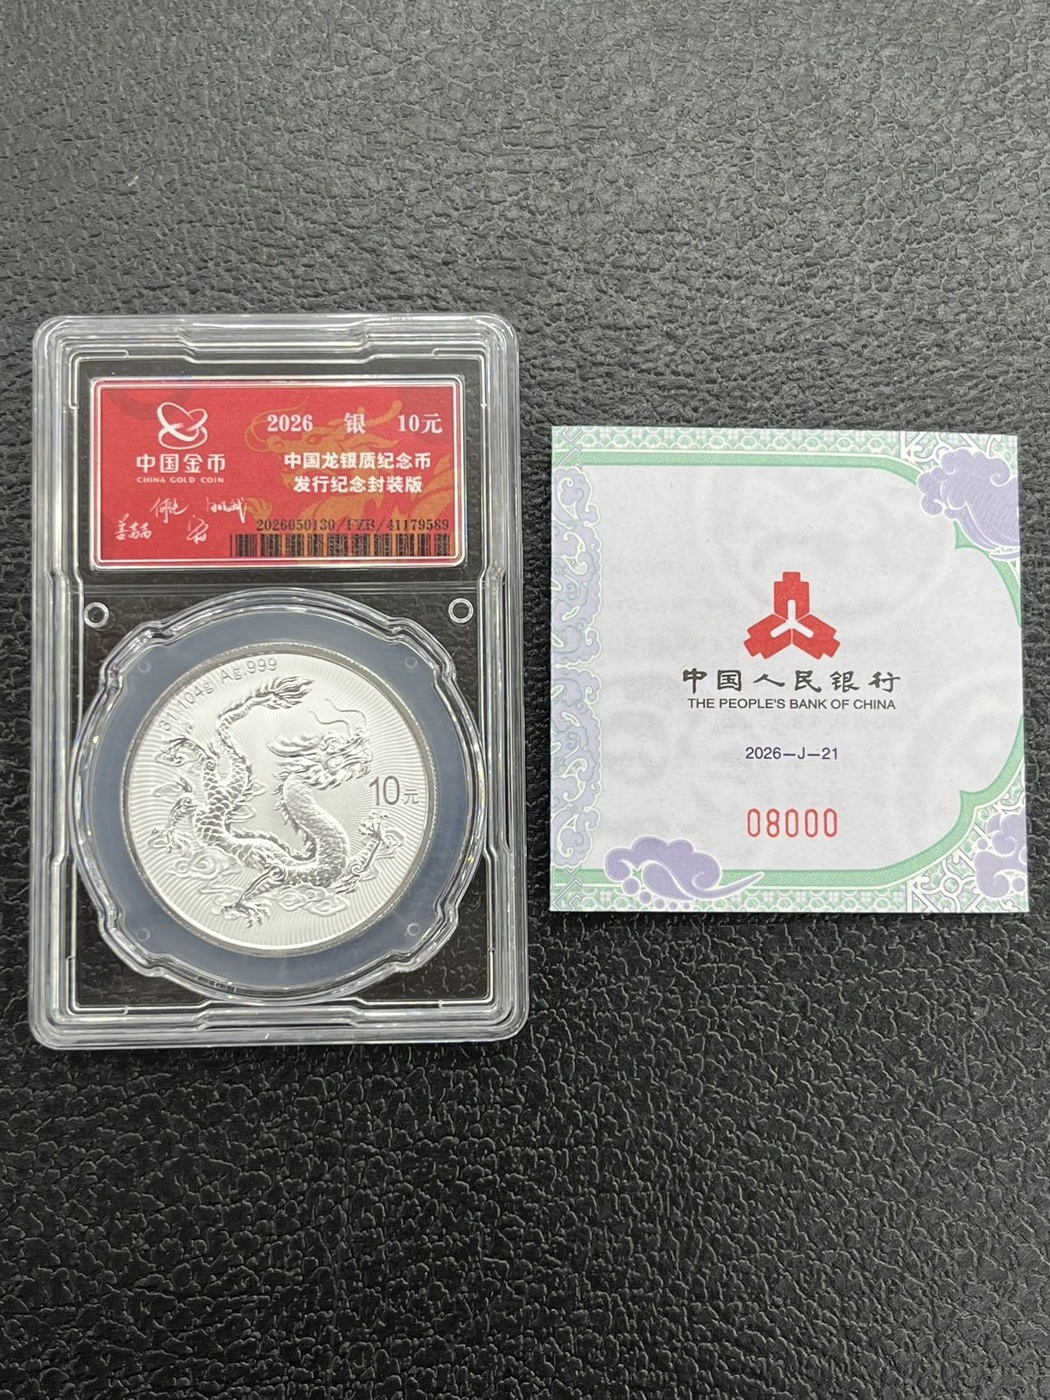 中国金币
CHINA GOLD COIN
2026 银 10元
中国龙银质纪念币
发行纪念封装版
2026050130/FZB/41179589
31.104g Ag.999
10元
中国人民银行
THE PEOPLE'S BANK OF CHINA
2026-J-21
08000